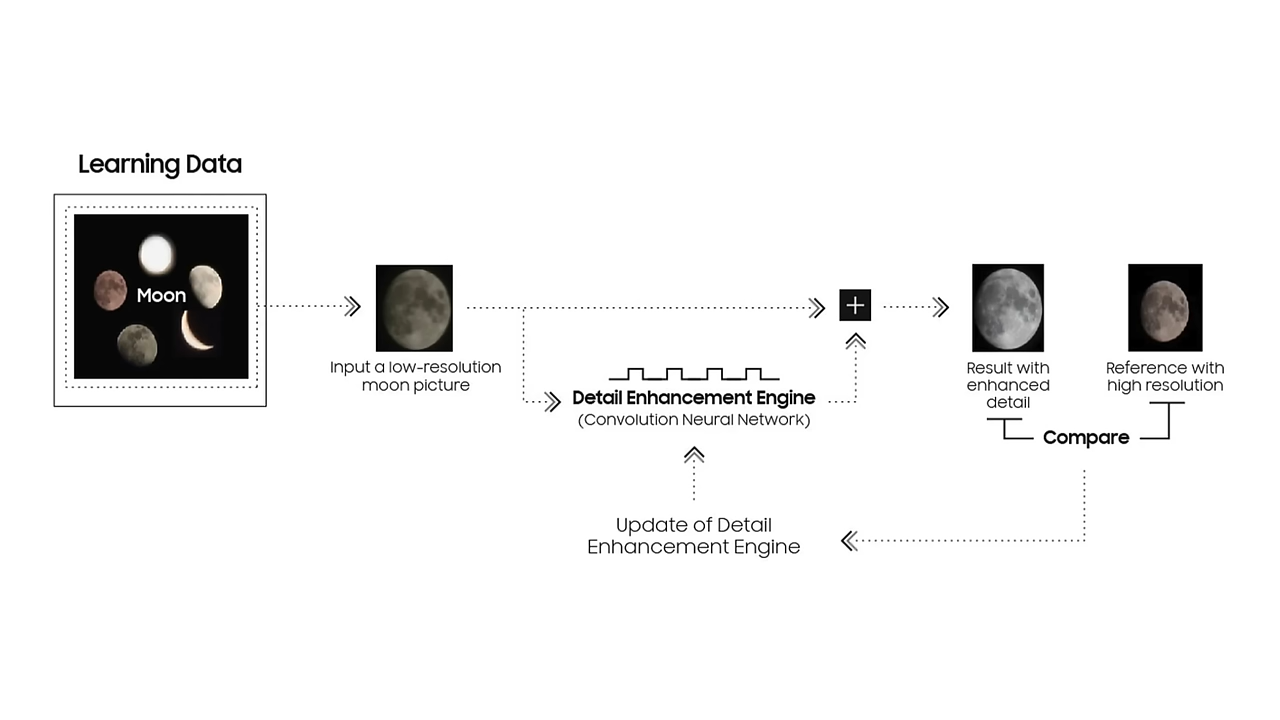 Learning Data
Moon
Input a low-resolution
moon picture
Detail Enhancement Engine
(Convolution Neural Network)
Update of Detail
Enhancement Engine
Result with
enhanced
detail
Reference with
high resolution
Compare